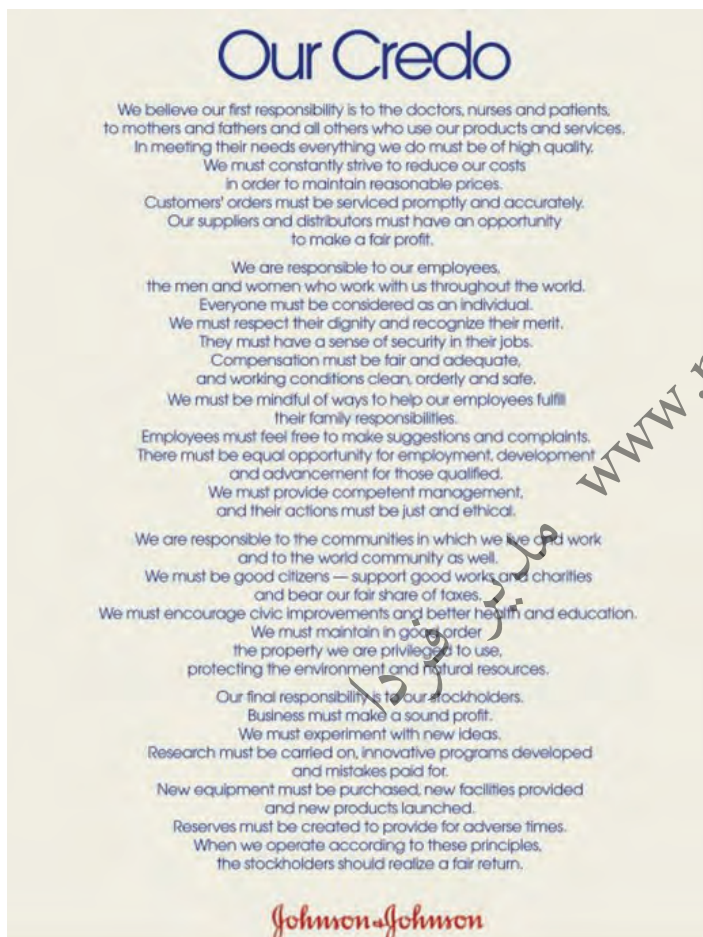 Our Credo
We believe our first responsibility is to the doctors, nurses and patients,
to mothers and fathers and all others who use our products and services.
In meeting their needs everything we do must be of high quality.
We must constantly strive to reduce our costs
in order to maintain reasonable prices.
Customers' orders must be serviced promptly and accurately.
Our suppliers and distributors must have an opportunity
to make a fair profit.
We are responsible to our employees,
the men and women who work with us throughout the world.
Everyone must be considered as an individual.
We must respect their dignity and recognize their merit.
They must have a sense of security in their jobs.
Compensation must be fair and adequate,
and working conditions clean, orderly and safe.
We must be mindful of ways to help our employees fulfill
their family responsibilities.
Employees must feel free to make suggestions and complaints.
There must be equal opportunity for employment, development
and advancement for those qualified.
We must provide competent management,
and their actions must be just and ethical.
We are responsible to the communities in which we live and work
and to the world community as well.
We must be good citizens — support good works and charities
and bear our fair share of taxes.
We must encourage civic improvements and better health and education.
We must maintain in good order
the property we are privileged to use,
protecting the environment and natural resources.
Our final responsibility is to our stockholders.
Business must make a sound profit.
We must experiment with new ideas.
Research must be carried on, innovative programs developed
and mistakes paid for.
New equipment must be purchased, new facilities provided
and new products launched.
Reserves must be created to provide for adverse times.
When we operate according to these principles,
the stockholders should realize a fair return.
Johnson & Johnson
مدیر فردا www.